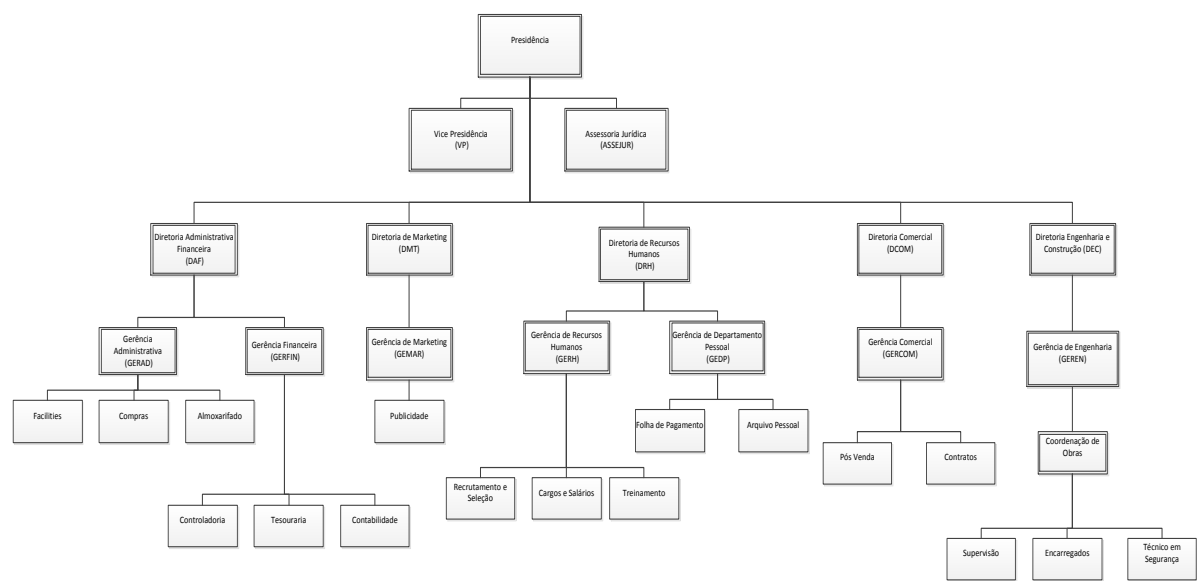 Presidência
Vice Presidência
(VP)
Assessoria Jurídica
(ASSEJUR)
Diretoria Administrativa
Financeira
(DAF)
Diretoria de Marketing
(DMT)
Diretoria de Recursos
Humanos
(DRH)
Diretoria Comercial
(DCOM)
Diretoria Engenharia e
Construção (DEC)
Gerência
Administrativa
(GERAD)
Gerência Financeira
(GERFIN)
Gerência de Marketing
(GEMAR)
Gerência de Recursos
Humanos
(GERH)
Gerência de Departamento
Pessoal
(GEDP)
Gerência Comercial
(GERCOM)
Gerência de Engenharia
(GEREN)
Facilities
Compras
Almoxarifado
Publicidade
Folha de Pagamento
Arquivo Pessoal
Pós Venda
Contratos
Coordenação de
Obras
Recrutamento e
Seleção
Cargos e Salários
Treinamento
Controladoria
Tesouraria
Contabilidade
Supervisão
Encarregados
Técnico em
Segurança